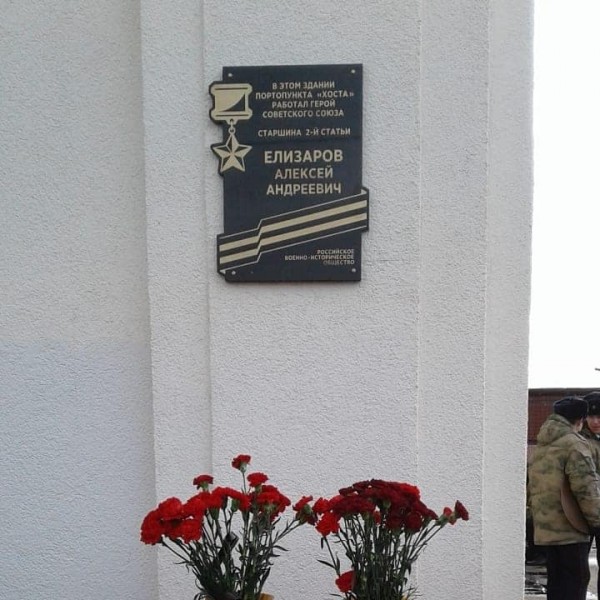 В ЭТОМ ЗДАНИИ
ПОРТОПУНКТА «ХОСТА»
РАБОТАЛ ГЕРОЙ
СОВЕТСКОГО СОЮЗА
СТАРШИНА 2-Й СТАТЬИ
ЕЛИЗАРОВ
АЛЕКСЕЙ
АНДРЕЕВИЧ
РОССИЙСКОЕ
ВОЕННО-ИСТОРИЧЕСКОЕ
ОБЩЕСТВО